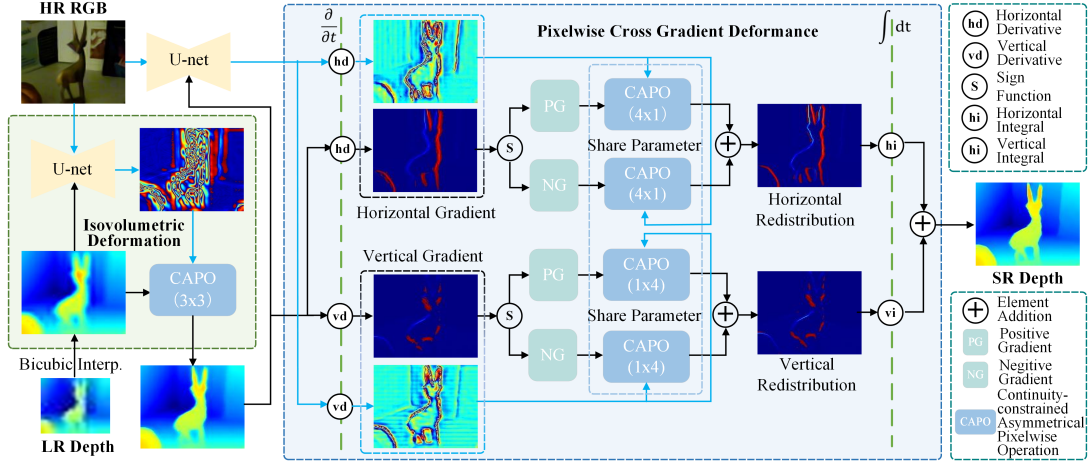 HR RGB
U-net
U-net
Isovolumetric
Deformation
CAPO
(3x3)
Bicubic Interp.
LR Depth
∂
∂t
Pixelwise Cross Gradient Deformance
∫dt
hd
hd
Horizontal Gradient
S
PG
NG
CAPO
(4x1)
Share Parameter
CAPO
(4x1)
+
Horizontal
Redistribution
hi
Vertical Gradient
vd
vd
S
PG
NG
CAPO
(1x4)
Share Parameter
CAPO
(1x4)
+
Vertical
Redistribution
vi
+
SR Depth
hd Horizontal
Derivative
vd Vertical
Derivative
S Sign
Function
hi Horizontal
Integral
hi Vertical
Integral
+ Element
Addition
PG Positive
Gradient
NG Negitive
Gradient
CAPO Continuity-
constrained
Asymmetrical
Pixelwise
Operation